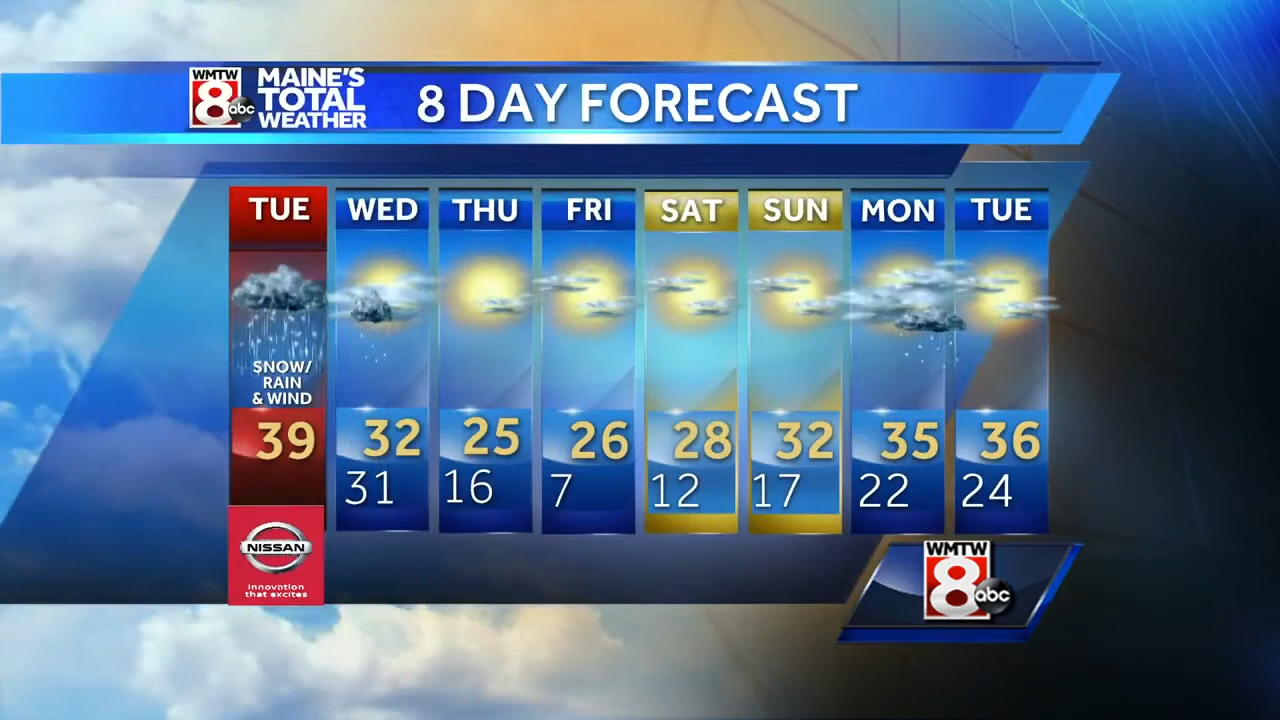 WMTW
8
abc
MAINE'S
TOTAL
WEATHER
8 DAY FORECAST
TUE WED THU FRI SAT SUN MON TUE
SNOW/
RAIN
& WIND
39 32 25 26 28 32 35 36
31 16 7 12 17 22 24
NISSAN
Innovation
that excites
WMTW
8
abc